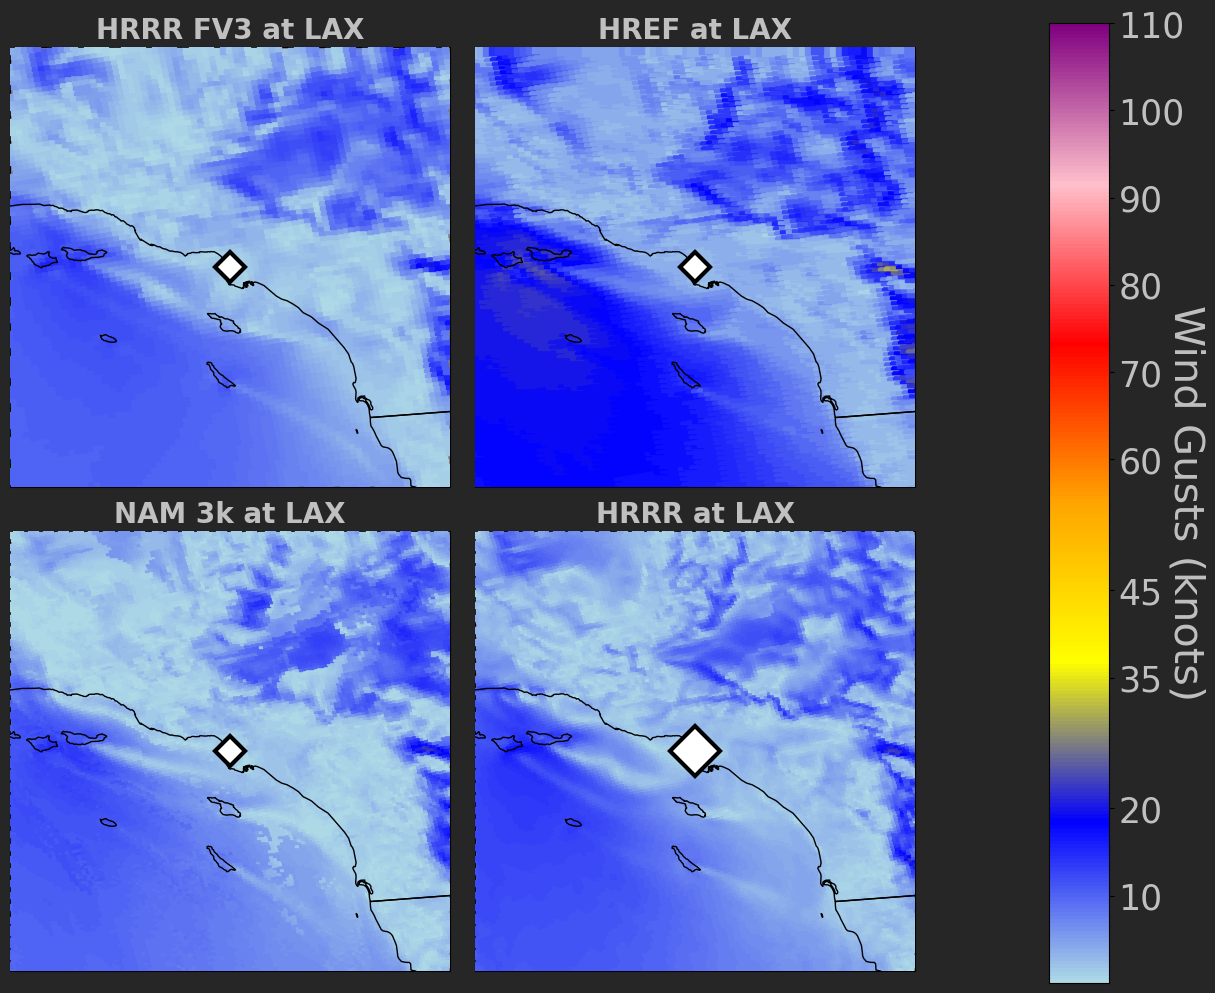 HRRR FV3 at LAX
HREF at LAX
NAM 3k at LAX
HRRR at LAX
110
100
90
80
70
60
45
35
20
10
Wind Gusts (knots)